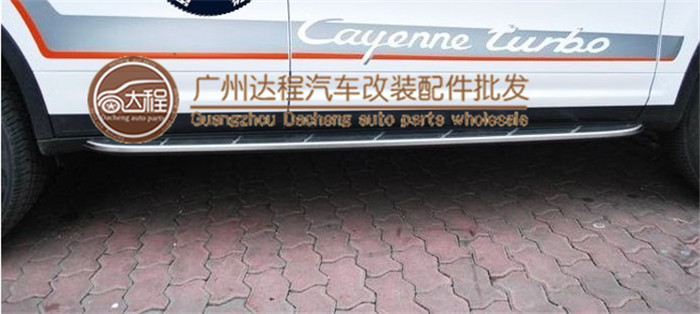 Cayenne turbo
达程
Dacheng auto parts
广州达程汽车改装配件批发
Guangzhou Dacheng auto parts wholesale